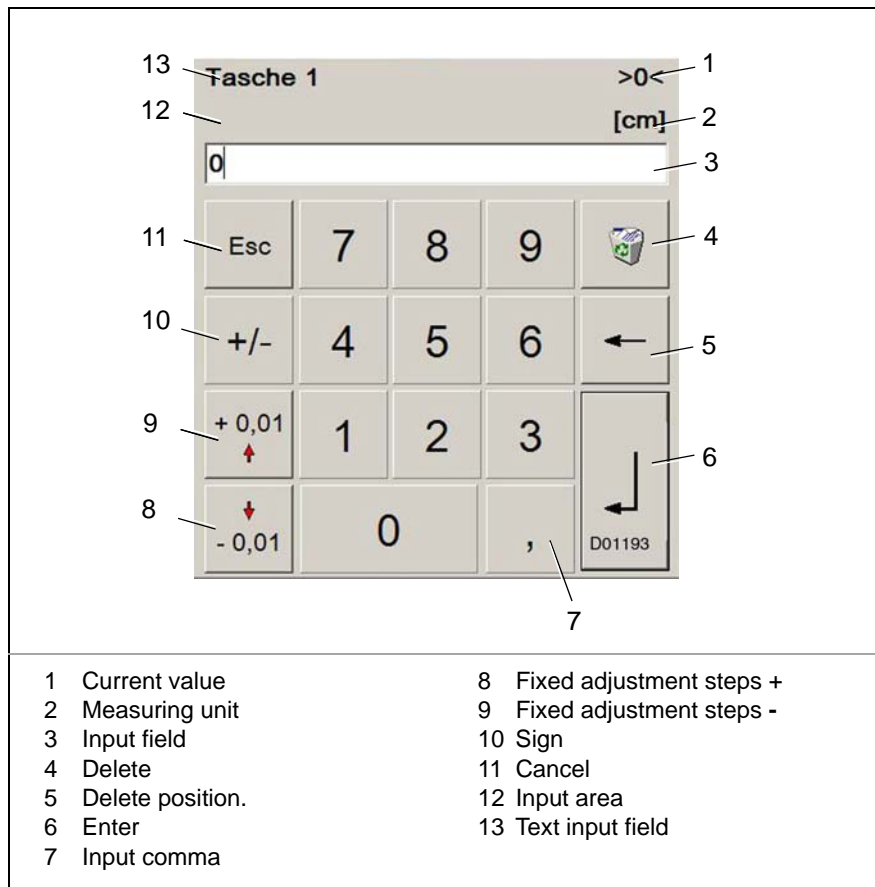 13 Tasche 1 >0< 1
12 [cm] 2
0 3
11 Esc 7 8 9 4
10 +/- 4 5 6 5
9 + 0,01 1 2 3 6
8 - 0,01 0 , D01193
7
1 Current value
2 Measuring unit
3 Input field
4 Delete
5 Delete position.
6 Enter
7 Input comma
8 Fixed adjustment steps +
9 Fixed adjustment steps -
10 Sign
11 Cancel
12 Input area
13 Text input field